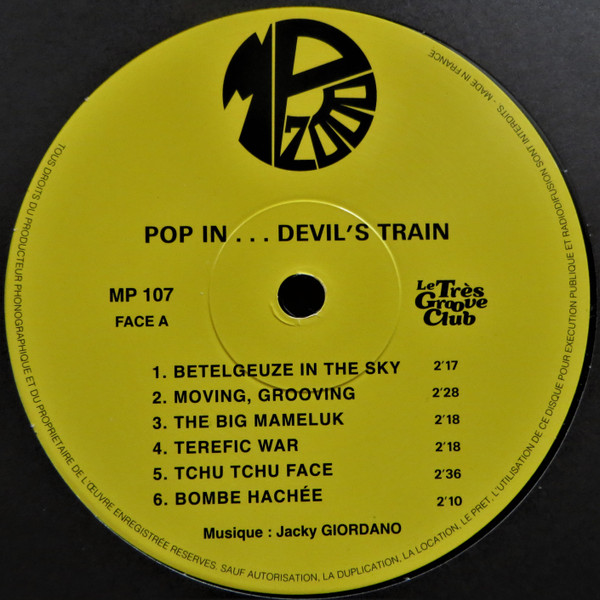 MP 2000
POP IN . . . DEVIL'S TRAIN
MP 107
FACE A
Le Très
Groove
Club
1. BETELGEUZE IN THE SKY 2'17
2. MOVING, GROOVING 2'28
3. THE BIG MAMELUK 2'18
4. TEREFIC WAR 2'18
5. TCHU TCHU FACE 2'36
6. BOMBE HACHÉE 2'10
Musique : Jacky GIORDANO
TOUS DROITS DU PRODUCTEUR PHONOGRAPHIQUE ET DU PROPRIETAIRE DE L'ŒUVRE ENREGISTRÉE RESERVES. SAUF AUTORISATION, LA DUPLICATION, LA LOCATION, LE PRET, L'UTILISATION DE CE DISQUE POUR EXECUTION PUBLIQUE ET RADIODIFUSION SONT INTERDITS - MADE IN FRANCE